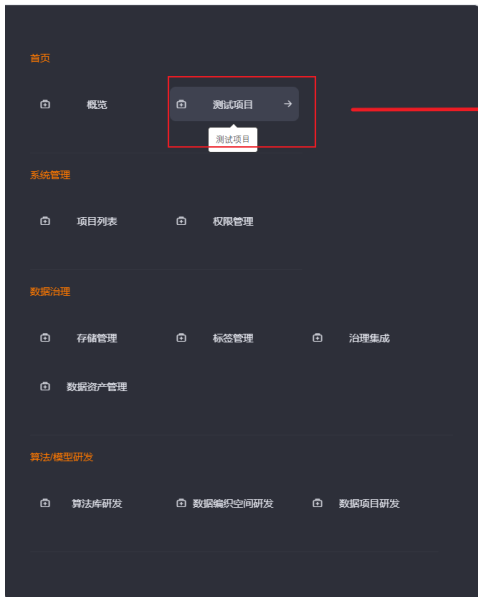 首页
概览 测试项目 →
测试项目
系统管理
项目列表 权限管理
数据治理
存储管理 标签管理 治理集成
数据资产管理
算法/模型研发
算法库研发 数据编织空间研发 数据项目研发